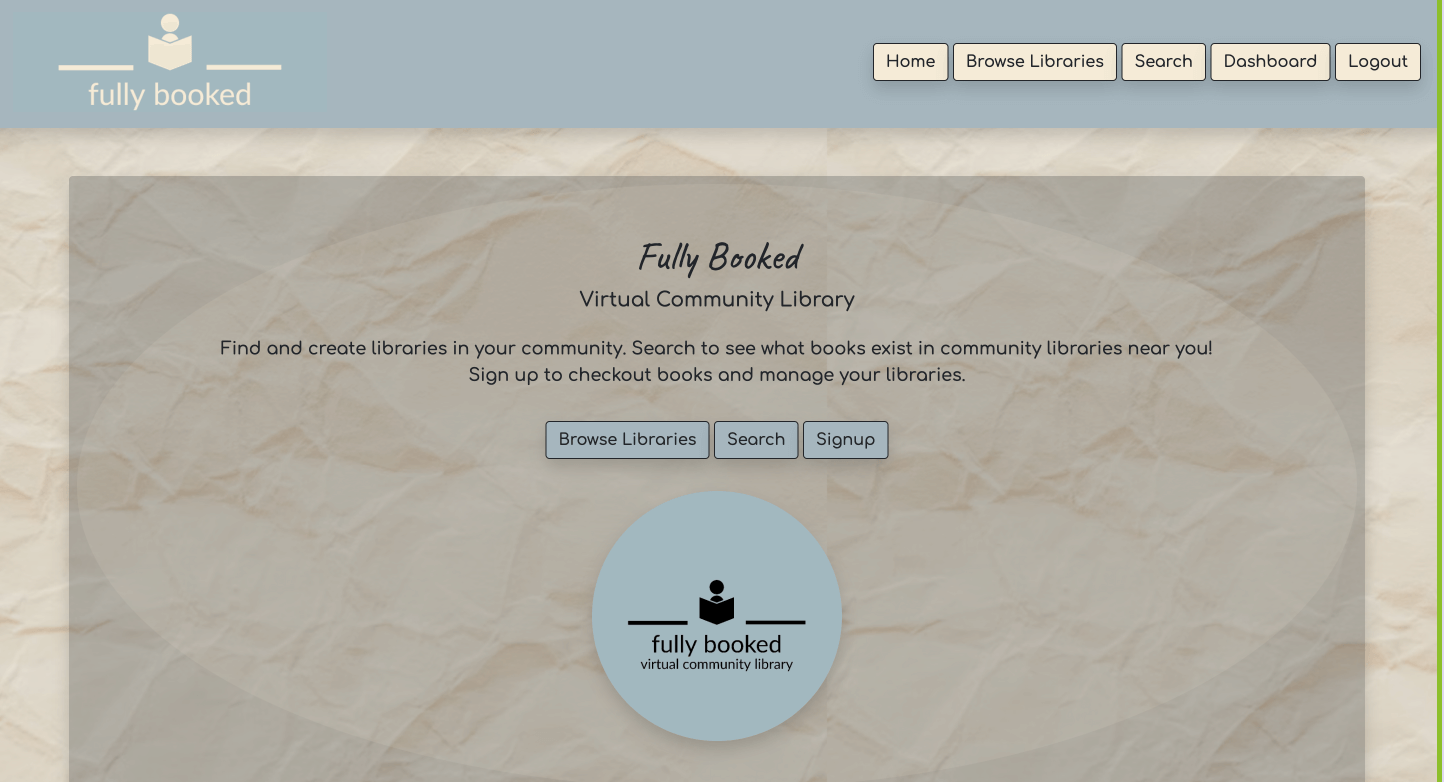 fully booked
Home Browse Libraries Search Dashboard Logout
Fully Booked
Virtual Community Library
Find and create libraries in your community. Search to see what books exist in community libraries near you!
Sign up to checkout books and manage your libraries.
Browse Libraries Search Signup
fully booked
virtual community library